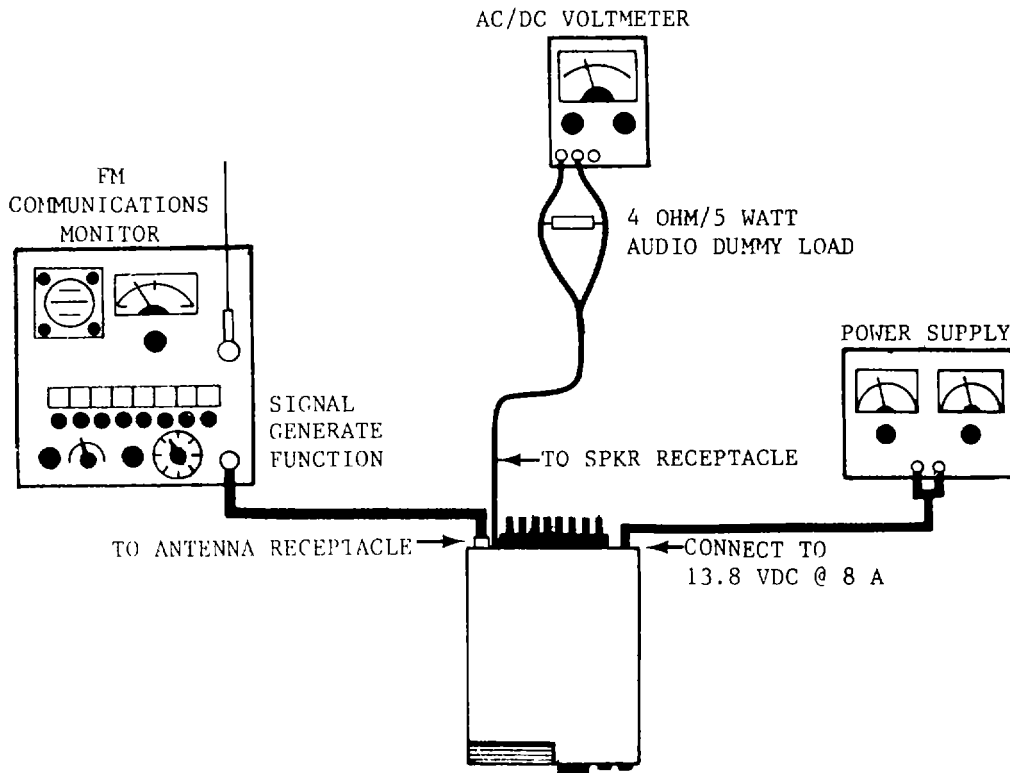 AC/DC VOLTMETER
FM
COMMUNICATIONS
MONITOR
4 OHM/5 WATT
AUDIO DUMMY LOAD
POWER SUPPLY
SIGNAL
GENERATE
FUNCTION
TO SPKR RECEPTACLE
TO ANTENNA RECEPTACLE
CONNECT TO
13.8 VDC @ 8 A